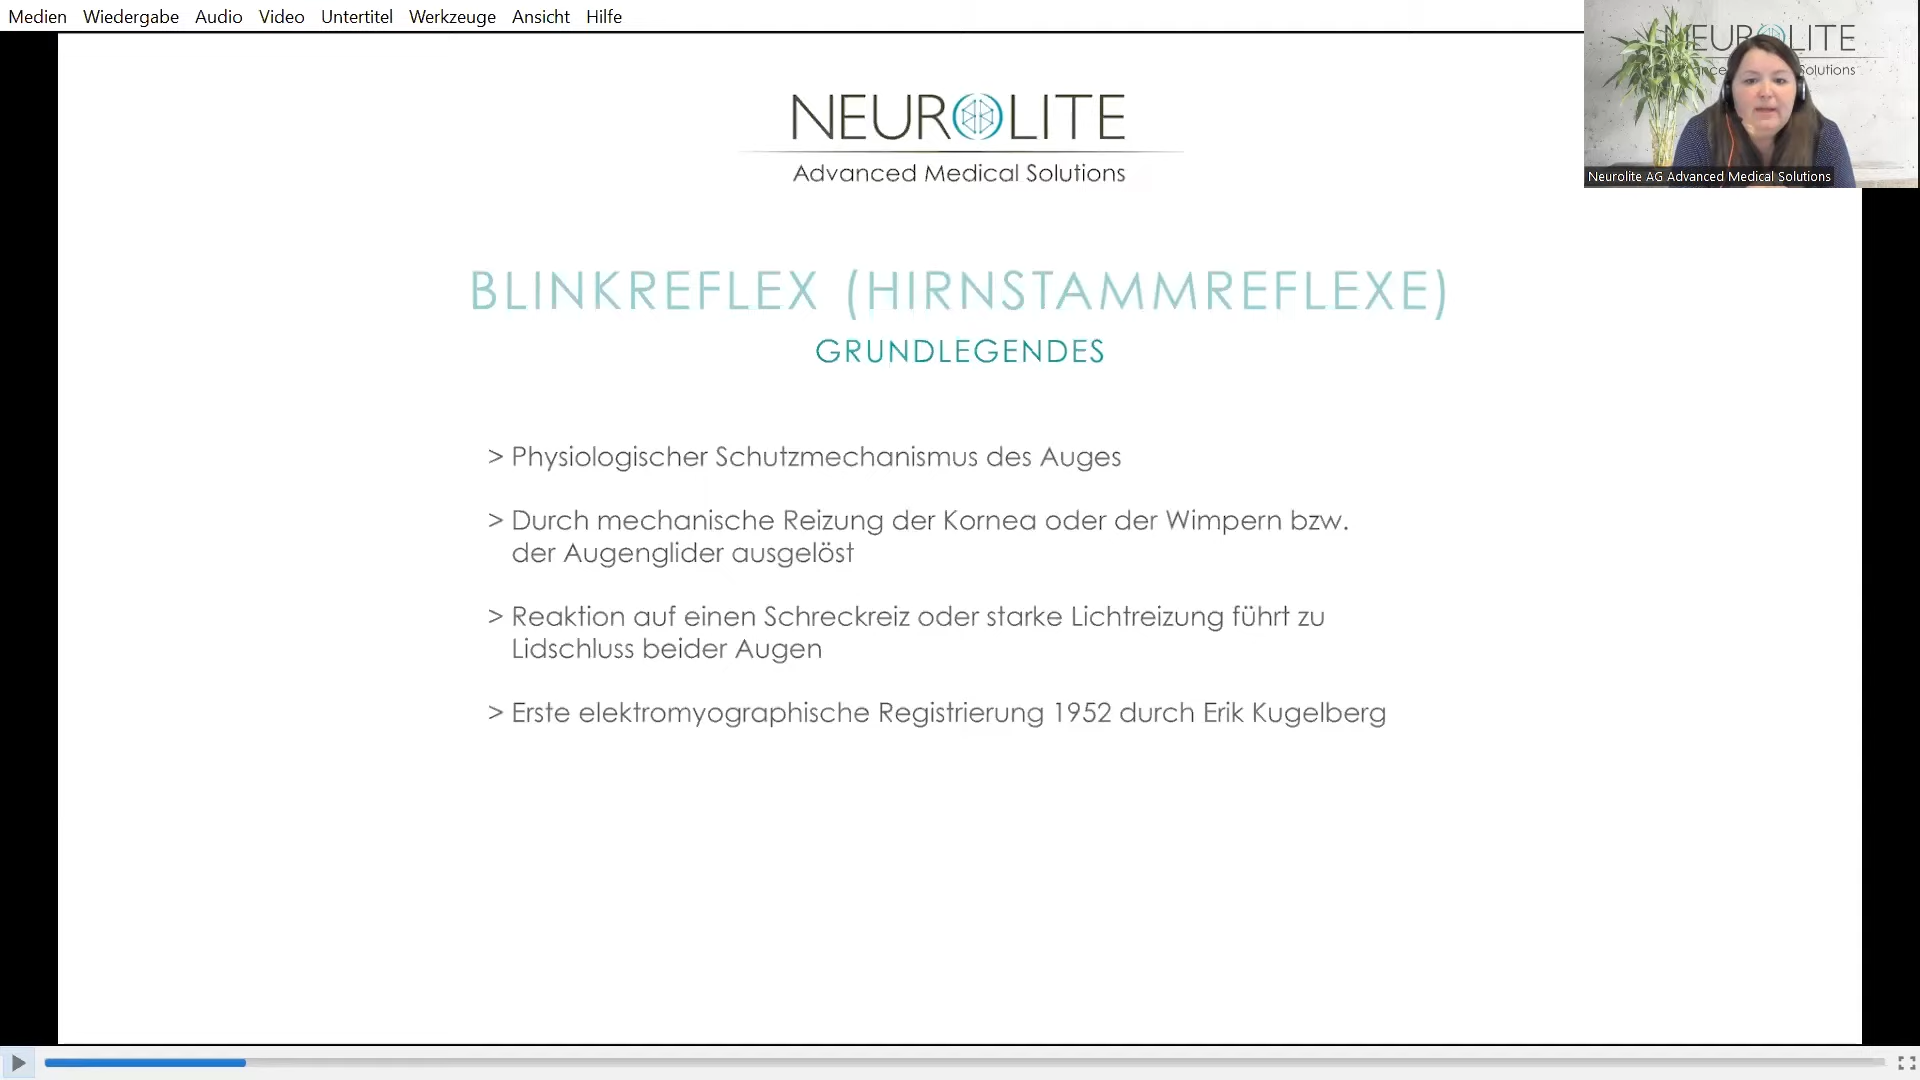 Medien Wiedergabe Audio Video Untertitel Werkzeuge Ansicht Hilfe
NEUROLITE
Solutions
Neurolite AG Advanced Medical Solutions
NEUROLITE
Advanced Medical Solutions
BLINKREFLEX (HIRNSTAMMREFLEXE)
GRUNDLEGENDES
> Physiologischer Schutzmechanismus des Auges
> Durch mechanische Reizung der Kornea oder der Wimpern bzw.
der Augenglider ausgelöst
> Reaktion auf einen Schreckreiz oder starke Lichtreizung führt zu
Lidschluss beider Augen
> Erste elektromyographische Registrierung 1952 durch Erik Kugelberg